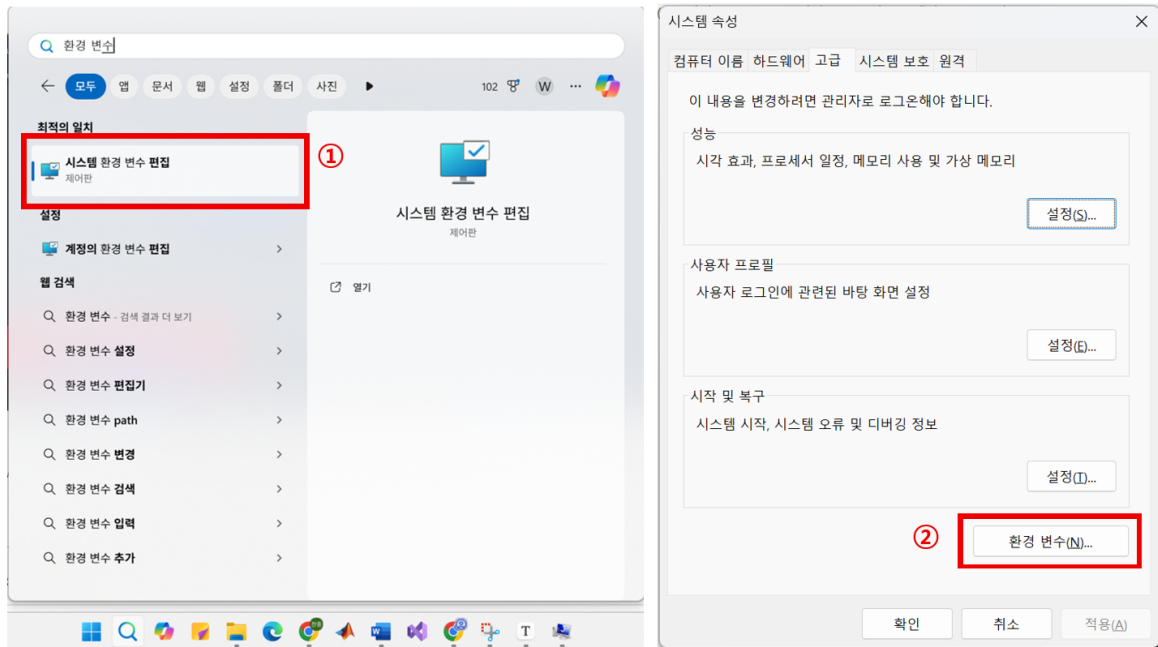 환경 변수
모두 앱 문서 웹 설정 폴더 사진 102 W
최적의 일치
시스템 환경 변수 편집
제어판
①
설정
계정의 환경 변수 편집
웹 검색
환경 변수 - 검색 결과 더 보기
환경 변수 설정
환경 변수 편집기
환경 변수 path
환경 변수 변경
환경 변수 검색
환경 변수 입력
환경 변수 추가
시스템 환경 변수 편집
제어판
열기
시스템 속성
컴퓨터 이름 하드웨어 고급 시스템 보호 원격
이 내용을 변경하려면 관리자로 로그온해야 합니다.
성능
시각 효과, 프로세서 일정, 메모리 사용 및 가상 메모리
설정(S)...
사용자 프로필
사용자 로그인에 관련된 바탕 화면 설정
설정(E)...
시작 및 복구
시스템 시작, 시스템 오류 및 디버깅 정보
설정(T)...
② 환경 변수(N)...
확인 취소 적용(A)